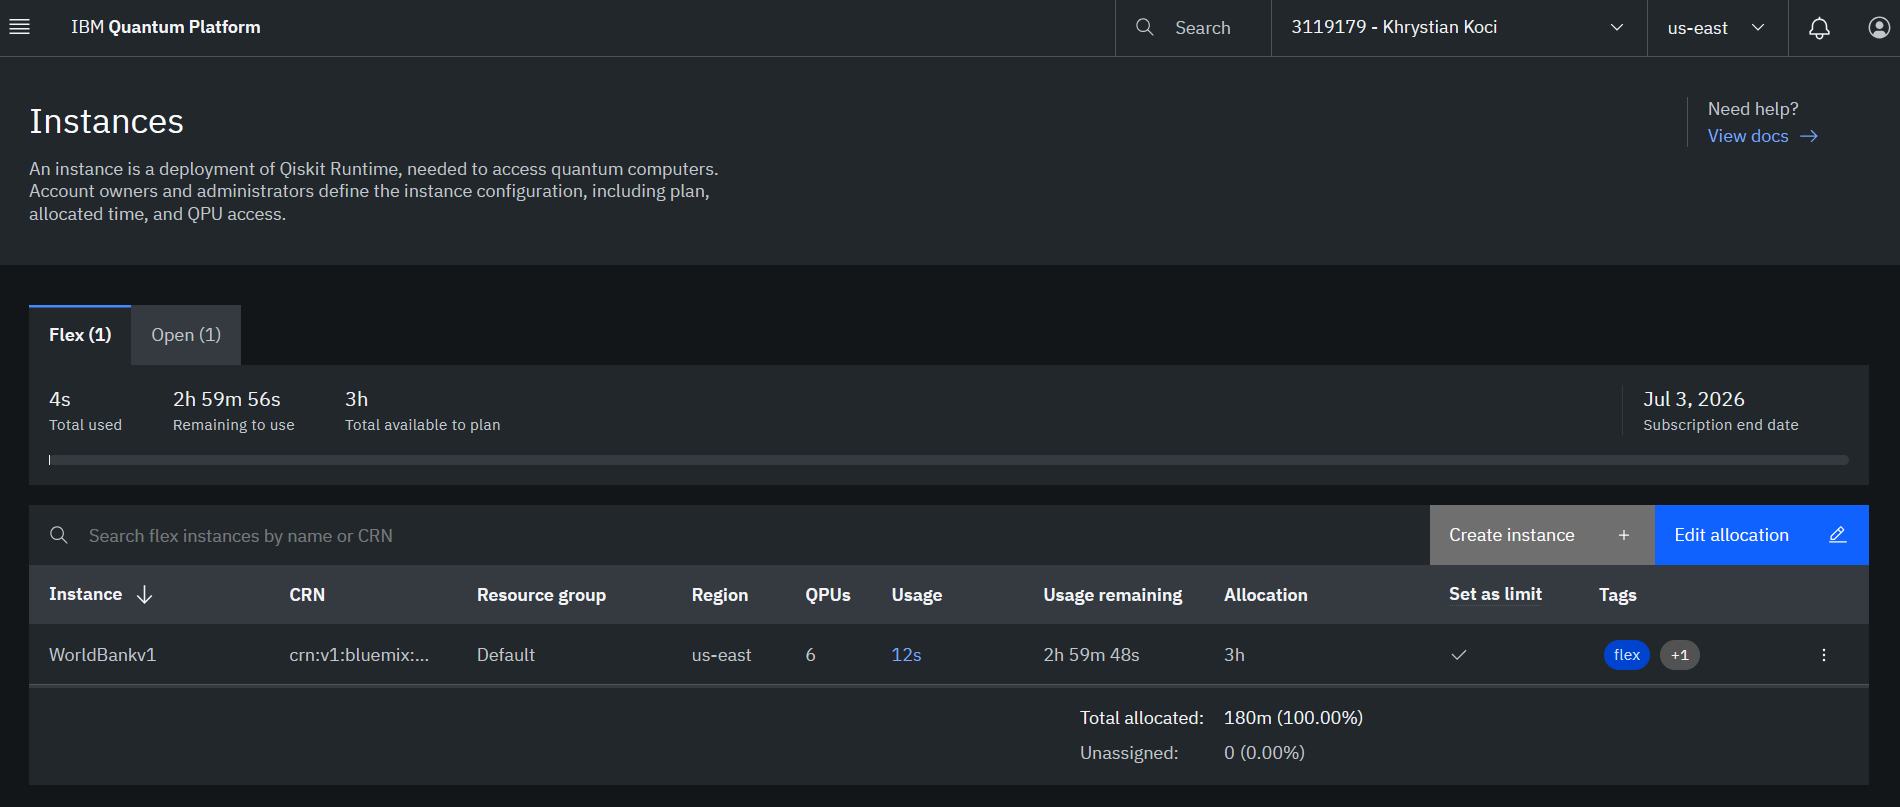 IBM Quantum Platform
Search
3119179 - Khrystian Koci
us-east
Instances
An instance is a deployment of Qiskit Runtime, needed to access quantum computers.
Account owners and administrators define the instance configuration, including plan,
allocated time, and QPU access.
Need help?
View docs
Flex (1)
Open (1)
4s
Total used
2h 59m 56s
Remaining to use
3h
Total available to plan
Jul 3, 2026
Subscription end date
Search flex instances by name or CRN
Create instance
Edit allocation
Instance CRN Resource group Region QPUs Usage Usage remaining Allocation Set as limit Tags
WorldBankv1 crn:v1:bluemix:... Default us-east 6 12s 2h 59m 48s 3h flex +1
Total allocated: 180m (100.00%)
Unassigned: 0 (0.00%)